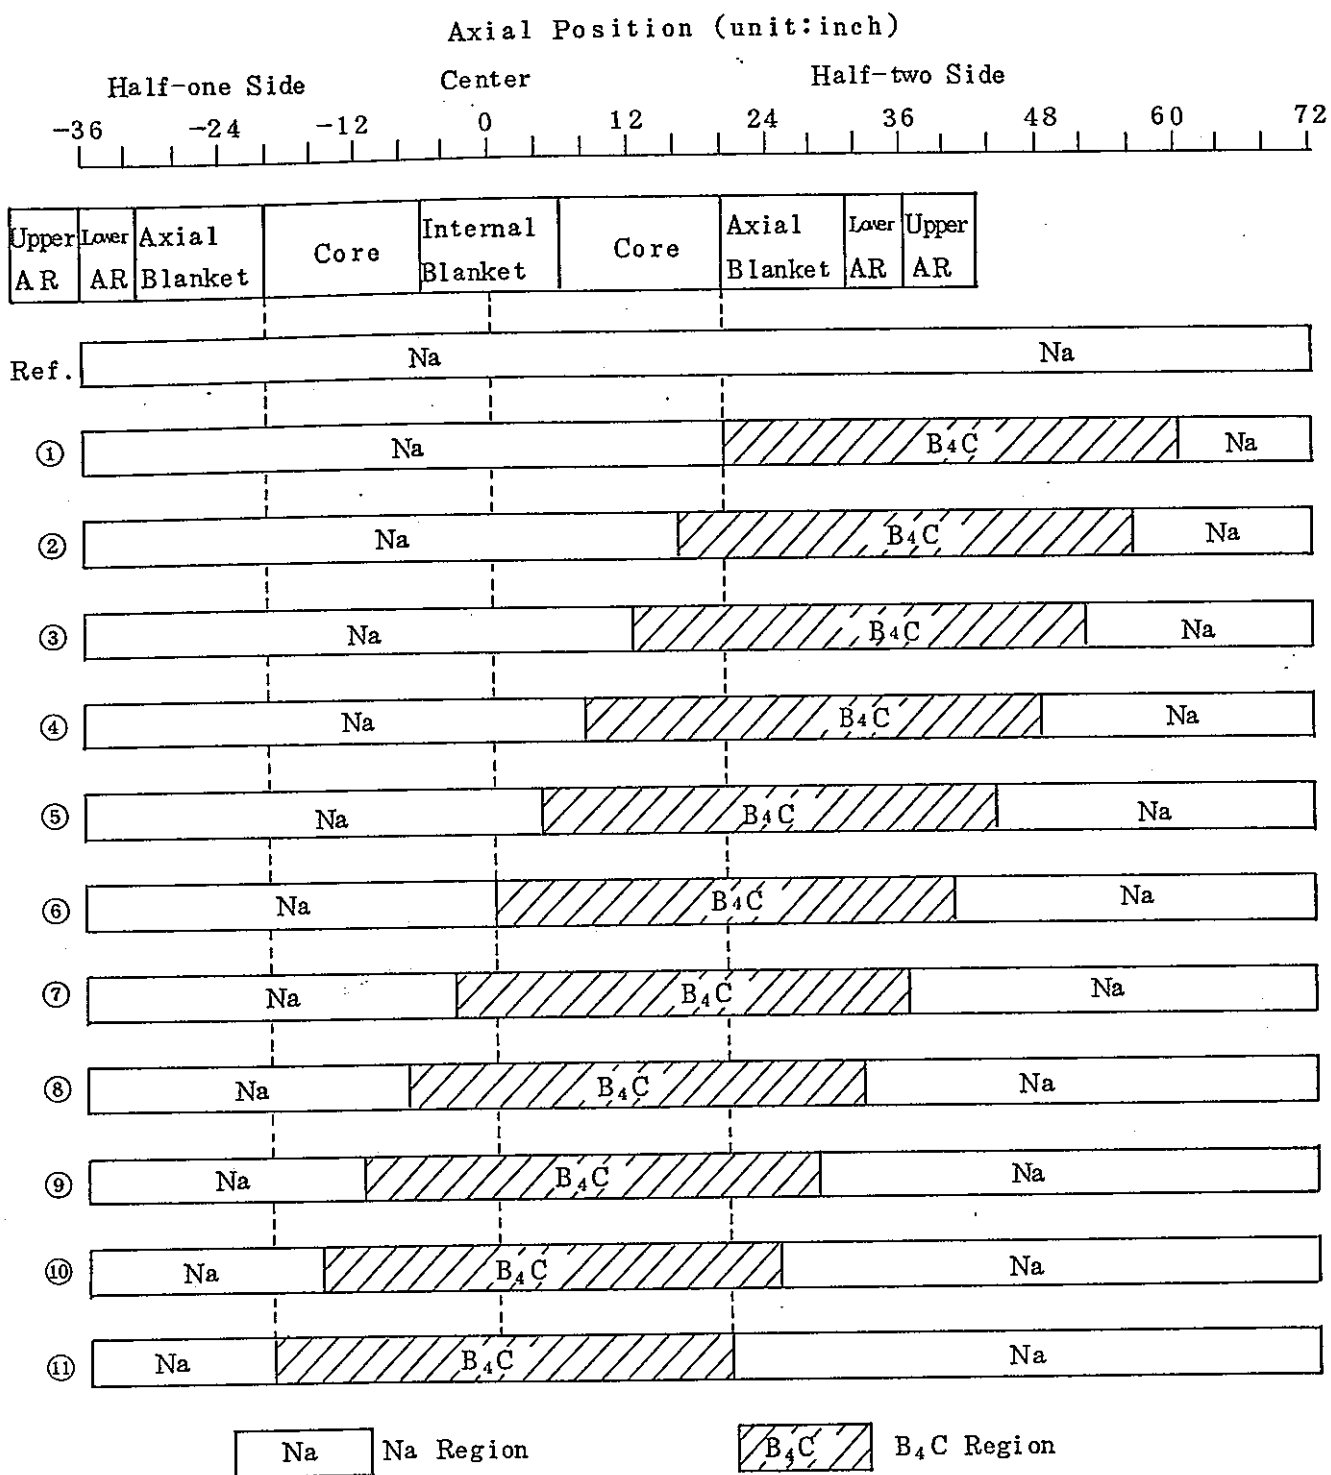 Axial Position (unit:inch)
Half-one Side Center Half-two Side
-36 -24 -12 0 12 24 36 48 60 72
Upper Lower Axial Core Internal Core Axial Lower Upper
AR AR Blanket Blanket Blanket AR AR
Ref. Na Na
① Na B₄C Na
② Na B₄C Na
③ Na B₄C Na
④ Na B₄C Na
⑤ Na B₄C Na
⑥ Na B₄C Na
⑦ Na B₄C Na
⑧ Na B₄C Na
⑨ Na B₄C Na
⑩ Na B₄C Na
⑪ Na B₄C Na
Na Na Region B₄C B₄C Region